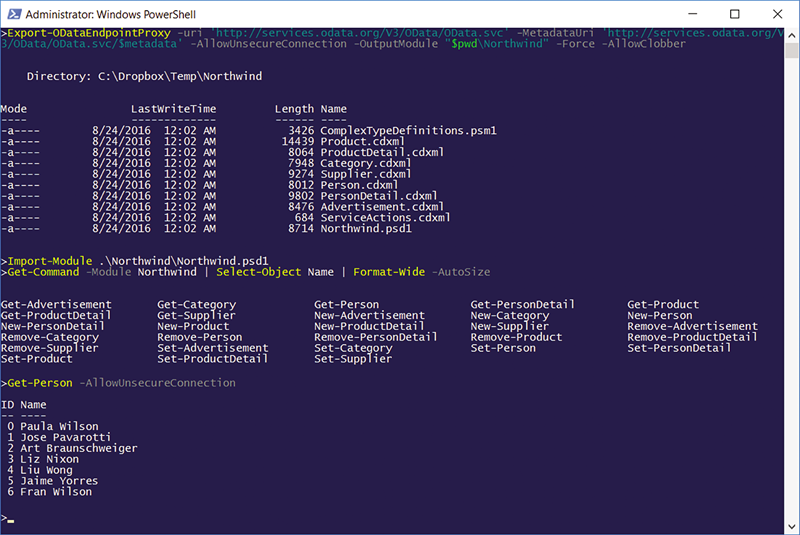 Administrator: Windows PowerShell
>Export-ODataEndpointProxy -uri 'http://services.odata.org/V3/OData/OData.svc' -MetadataUri 'http://services.odata.org/V
3/OData/OData.svc/$metadata' -AllowUnsecureConnection -OutputModule "$pwd\Northwind" -Force -AllowClobber
Directory: C:\Dropbox\Temp\Northwind
Mode LastWriteTime Length Name
---- ------------- ------ ----
-a---- 8/24/2016 12:02 AM 3426 ComplexTypeDefinitions.psm1
-a---- 8/24/2016 12:02 AM 14439 Product.cdxml
-a---- 8/24/2016 12:02 AM 8064 ProductDetail.cdxml
-a---- 8/24/2016 12:02 AM 7948 Category.cdxml
-a---- 8/24/2016 12:02 AM 9274 Supplier.cdxml
-a---- 8/24/2016 12:02 AM 8012 Person.cdxml
-a---- 8/24/2016 12:02 AM 9802 PersonDetail.cdxml
-a---- 8/24/2016 12:02 AM 8476 Advertisement.cdxml
-a---- 8/24/2016 12:02 AM 684 ServiceActions.cdxml
-a---- 8/24/2016 12:02 AM 8714 Northwind.psd1
>Import-Module .\Northwind\Northwind.psd1
>Get-Command -Module Northwind | Select-Object Name | Format-Wide -AutoSize
Get-Advertisement Get-Category Get-Person Get-PersonDetail Get-Product
Get-ProductDetail Get-Supplier New-Advertisement New-Category New-Person
New-PersonDetail New-Product New-ProductDetail New-Supplier Remove-Advertisement
Remove-Category Remove-Person Remove-PersonDetail Remove-Product Remove-ProductDetail
Remove-Supplier Set-Advertisement Set-Category Set-Person Set-PersonDetail
Set-Product Set-ProductDetail Set-Supplier
>Get-Person -AllowUnsecureConnection
ID Name
-- ----
0 Paula Wilson
1 Jose Pavarotti
2 Art Braunschweiger
3 Liz Nixon
4 Liu Wong
5 Jaime Yorres
6 Fran Wilson
>_